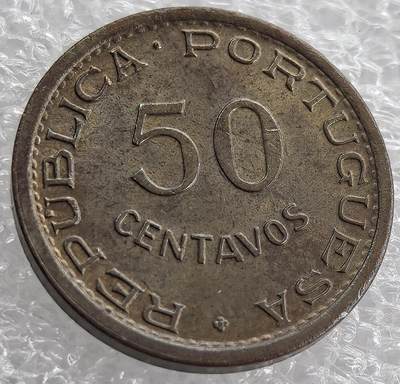 REPUBLICA · PORTUGUESA
50
CENTAVOS